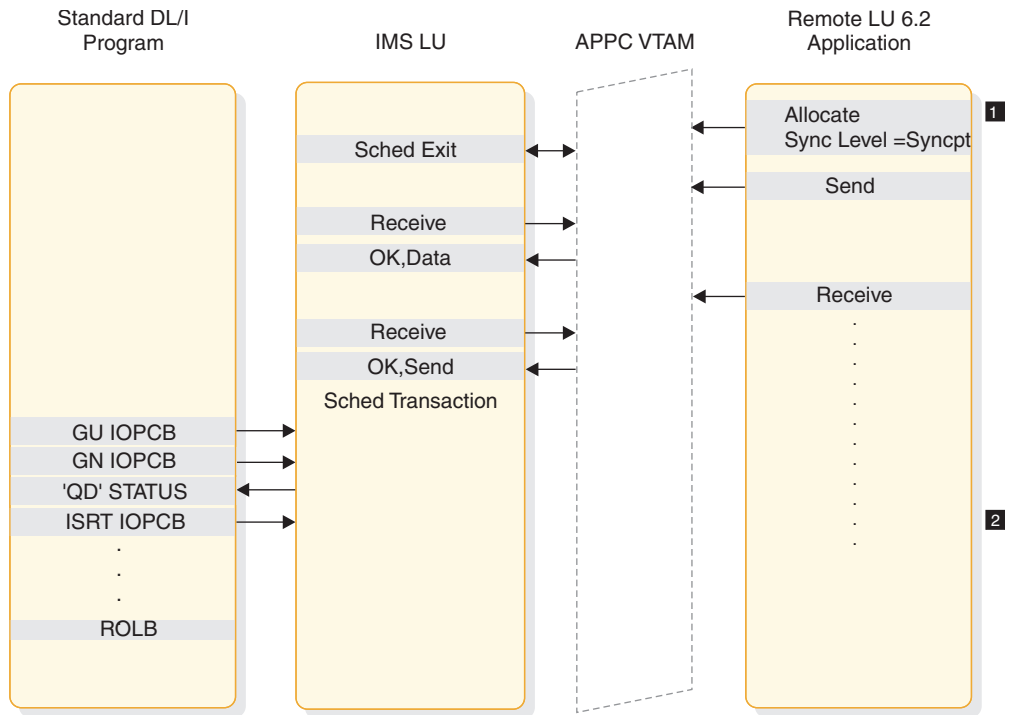 Standard DL/I
Program
IMS LU
APPC VTAM
Remote LU 6.2
Application
Allocate
Sync Level =Syncpt
1
Sched Exit
Send
Receive
OK,Data
Receive
Receive
OK,Send
Sched Transaction
GU IOPCB
GN IOPCB
'QD' STATUS
ISRT IOPCB
2
.
.
.
ROLB